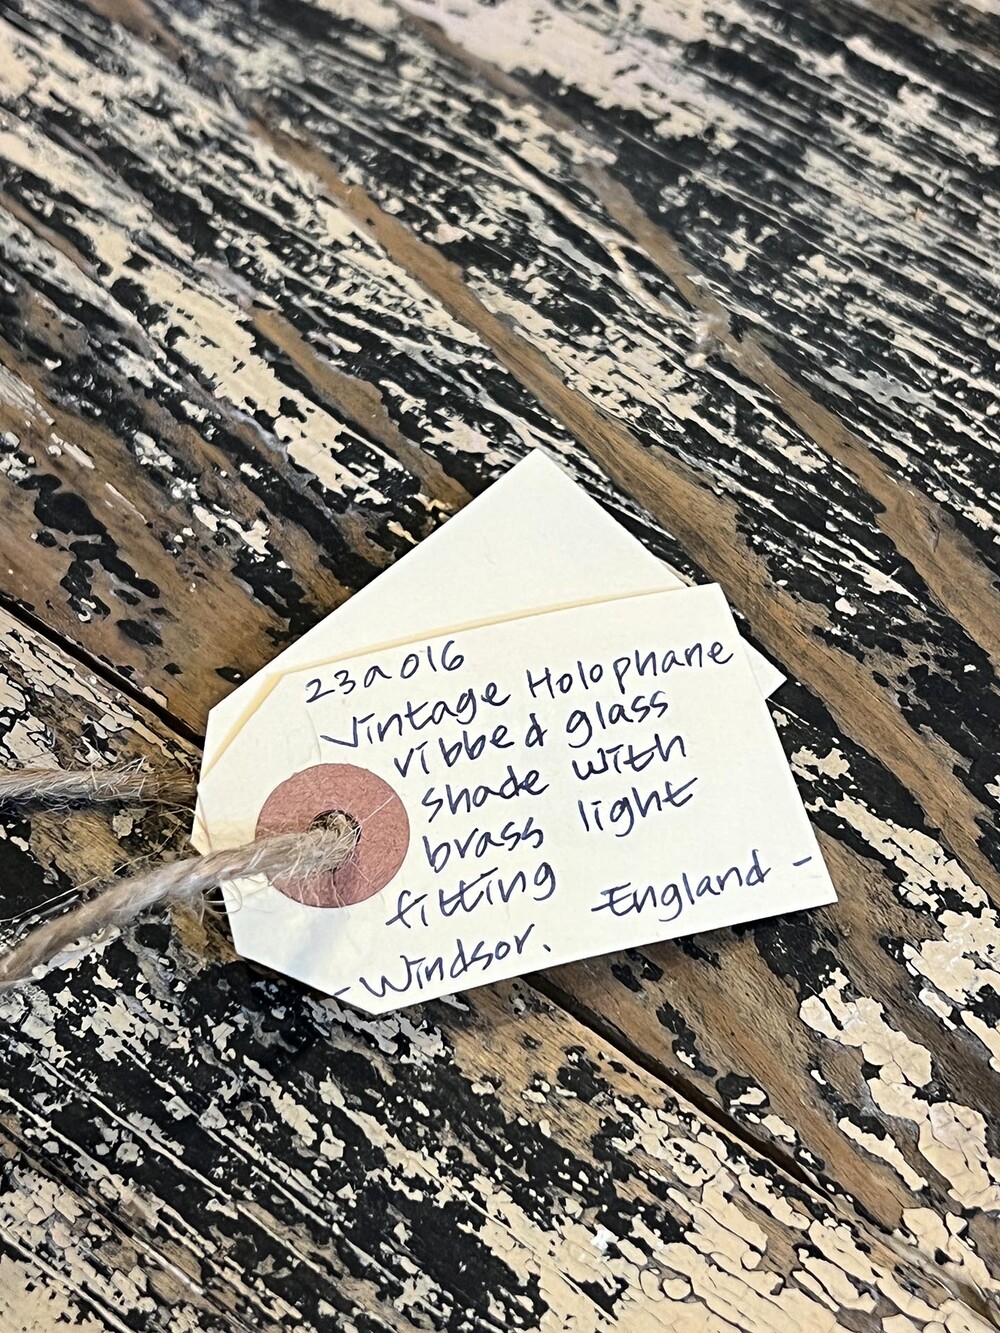 23a016
Vintage Holophane
ribbed glass
shade with
brass light
fitting
-Windsor. England-